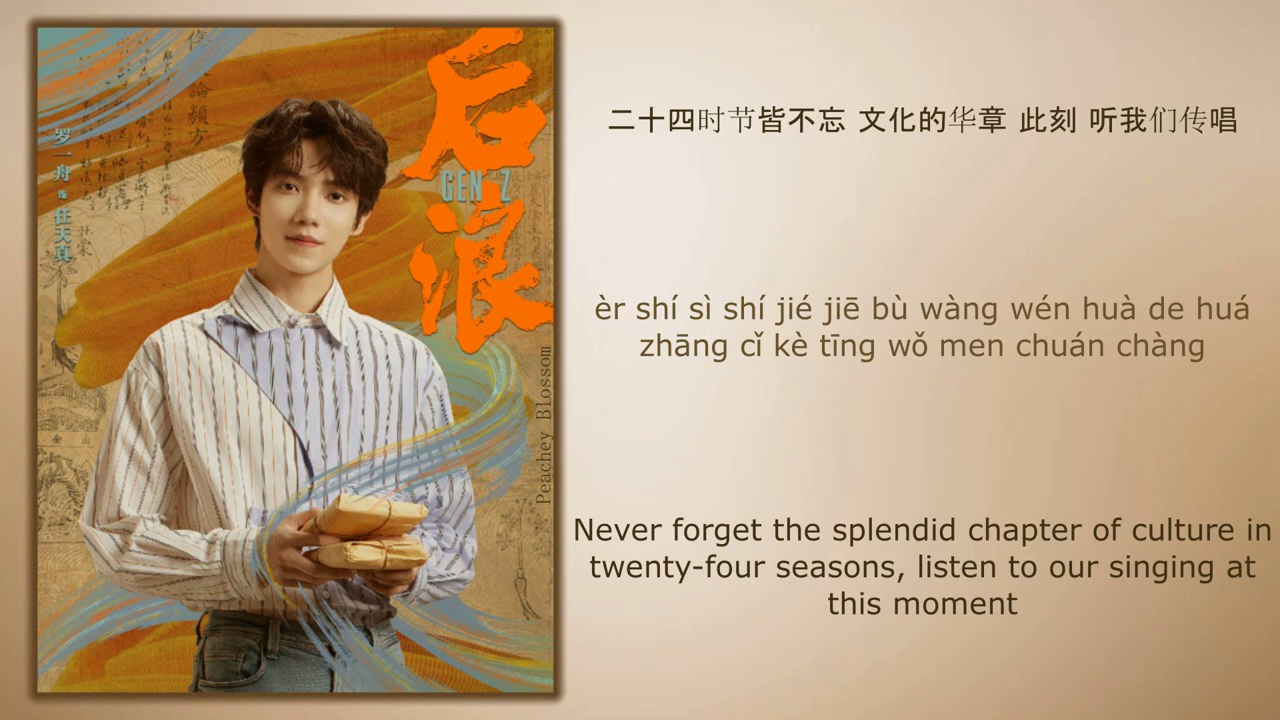 后浪
GEN Z
罗一舟 饰 任天真
論類方
Peachey Blossom
二十四时节皆不忘 文化的华章 此刻 听我们传唱
èr shí sì shí jié jiē bù wàng wén huà de huá
zhāng cǐ kè tīng wǒ men chuán chàng
Never forget the splendid chapter of culture in
twenty-four seasons, listen to our singing at
this moment